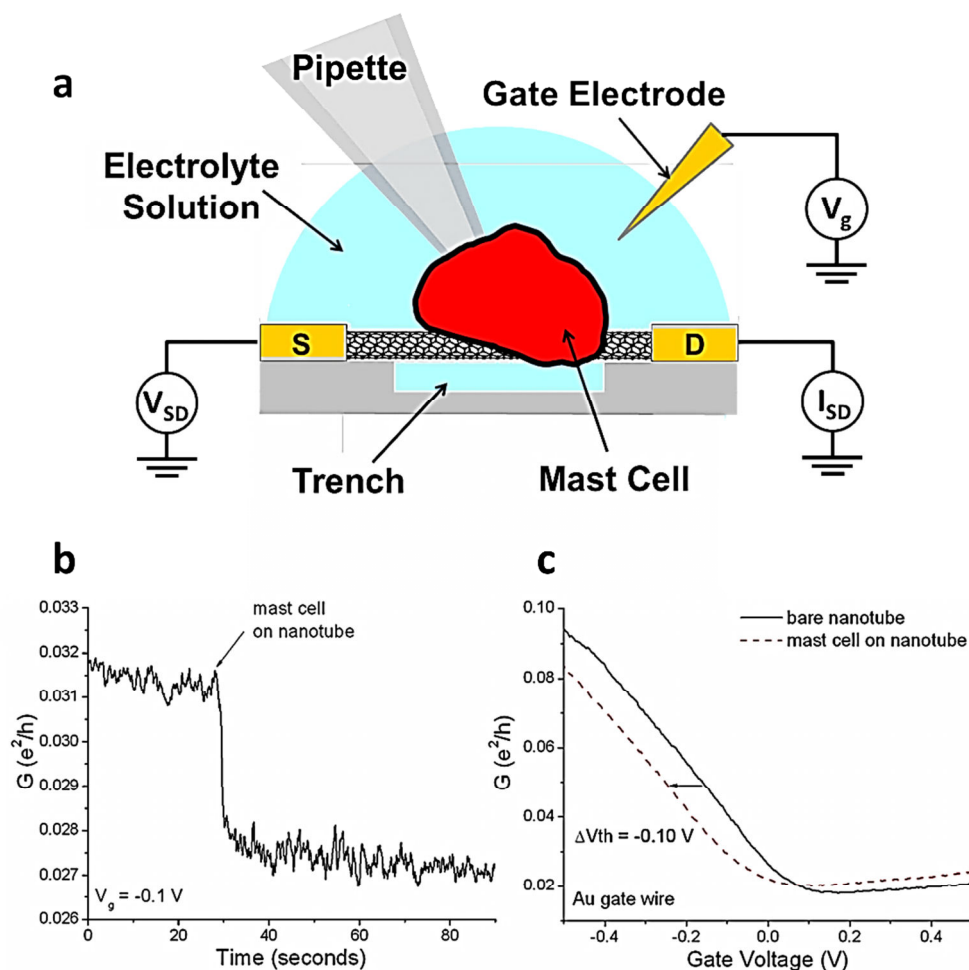 a
Pipette
Gate Electrode
Electrolyte
Solution
V_g
S
D
V_SD
I_SD
Trench
Mast Cell
b
0.033
0.032
0.031
0.030
0.029
0.028
0.027
0.026
G (e²/h)
mast cell
on nanotube
V_g = -0.1 V
0
20
40
60
80
Time (seconds)
c
0.10
0.08
0.06
0.04
0.02
G (e²/h)
bare nanotube
mast cell on nanotube
ΔVth = -0.10 V
Au gate wire
-0.4
-0.2
0.0
0.2
0.4
Gate Voltage (V)